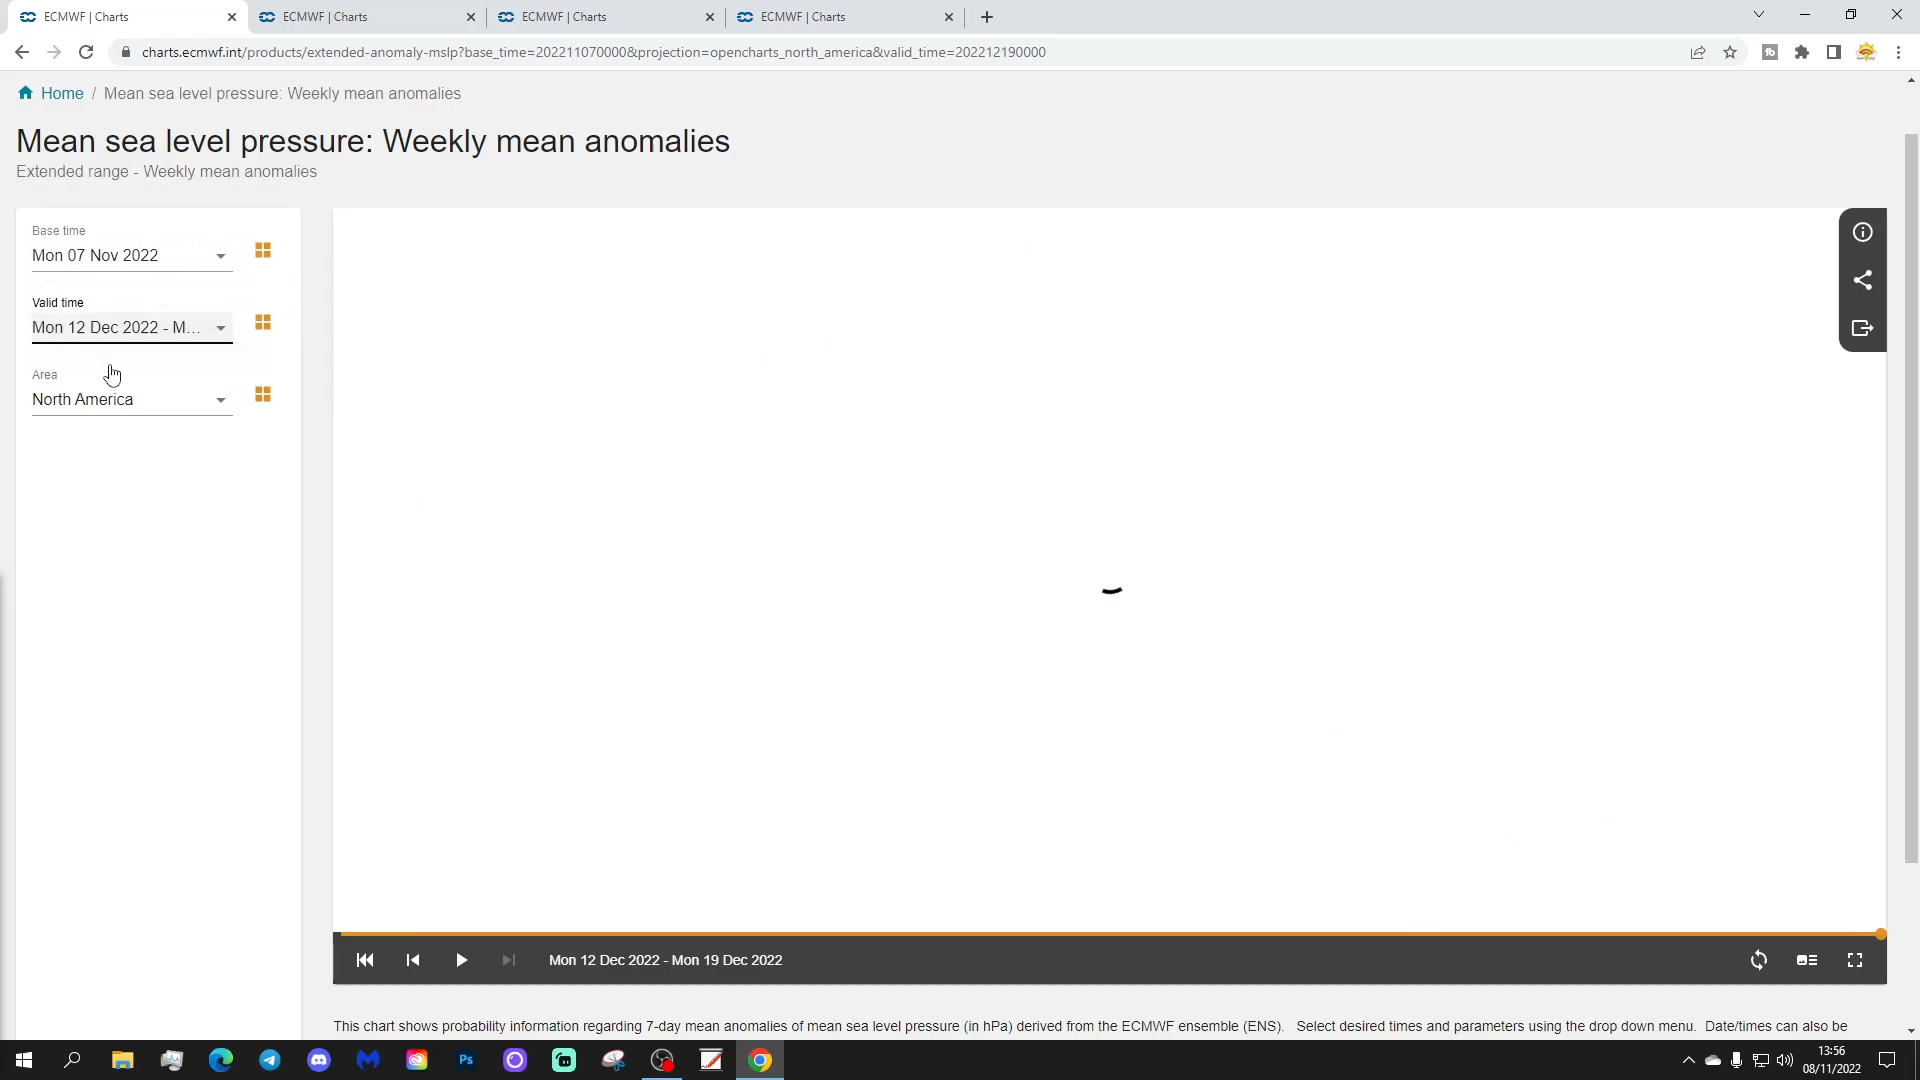 ECMWF | Charts
ECMWF | Charts
ECMWF | Charts
ECMWF | Charts
charts.ecmwf.int/products/extended-anomaly-mslp?base_time=202211070000&projection=opencharts_north_america&valid_time=202212190000
Home / Mean sea level pressure: Weekly mean anomalies
Mean sea level pressure: Weekly mean anomalies
Extended range - Weekly mean anomalies
Base time
Mon 07 Nov 2022
Valid time
Mon 12 Dec 2022 - M...
Area
North America
Mon 12 Dec 2022 - Mon 19 Dec 2022
This chart shows probability information regarding 7-day mean anomalies of mean sea level pressure (in hPa) derived from the ECMWF ensemble (ENS). Select desired times and parameters using the drop down menu. Date/times can also be
Ps
13:56
08/11/2022